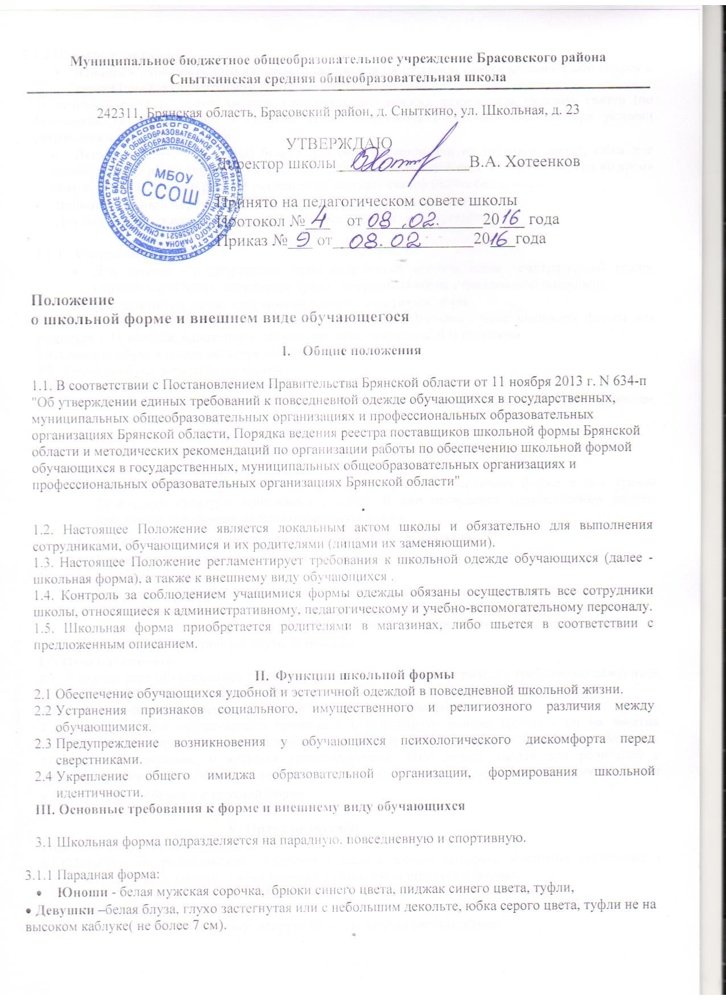 Муниципальное бюджетное общеобразовательное учреждение Брасовского района
Сныткинская средняя общеобразовательная школа
242311, Брянская область, Брасовский район, д. Сныткино, ул. Школьная, д. 23
МБОУ
ССОШ
УТВЕРЖДАЮ
Директор школы ________________В.А. Хотеенков
Принято на педагогическом совете школы
Протокол № 4 от 08.02. 2016 года
Приказ № 9 от 08.02 2016 года
Положение
о школьной форме и внешнем виде обучающегося
I. Общие положения
1.1. В соответствии с Постановлением Правительства Брянской области от 11 ноября 2013 г. N 634-п
"Об утверждении единых требований к повседневной одежде обучающихся в государственных,
муниципальных общеобразовательных организациях и профессиональных образовательных
организациях Брянской области, Порядка ведения реестра поставщиков школьной формы Брянской
области и методических рекомендаций по организации работы по обеспечению школьной формой
обучающихся в государственных, муниципальных общеобразовательных организациях и
профессиональных образовательных организациях Брянской области"
1.2. Настоящее Положение является локальным актом школы и обязательно для выполнения
сотрудниками, обучающимися и их родителями (лицами их заменяющими).
1.3. Настоящее Положение регламентирует требования к школьной одежде обучающихся (далее -
школьная форма), а также к внешнему виду обучающихся .
1.4. Контроль за соблюдением учащимися формы одежды обязаны осуществлять все сотрудники
школы, относящиеся к административному, педагогическому и учебно-вспомогательному персоналу.
1.5. Школьная форма приобретается родителями в магазинах, либо шьется в соответствии с
предложенным описанием.
II. Функции школьной формы
2.1 Обеспечение обучающихся удобной и эстетичной одеждой в повседневной школьной жизни.
2.2 Устранения признаков социального, имущественного и религиозного различия между
обучающимися.
2.3 Предупреждение возникновения у обучающихся психологического дискомфорта перед
сверстниками.
2.4 Укрепление общего имиджа образовательной организации, формирования школьной
идентичности.
III. Основные требования к форме и внешнему виду обучающихся
3.1 Школьная форма подразделяется на парадную, повседневную и спортивную.
3.1.1 Парадная форма:
• Юноши - белая мужская сорочка, брюки синего цвета, пиджак синего цвета, туфли,
• Девушки –белая блуза, глухо застегнутая или с небольшим декольте, юбка серого цвета, туфли не на
высоком каблуке( не более 7 см).